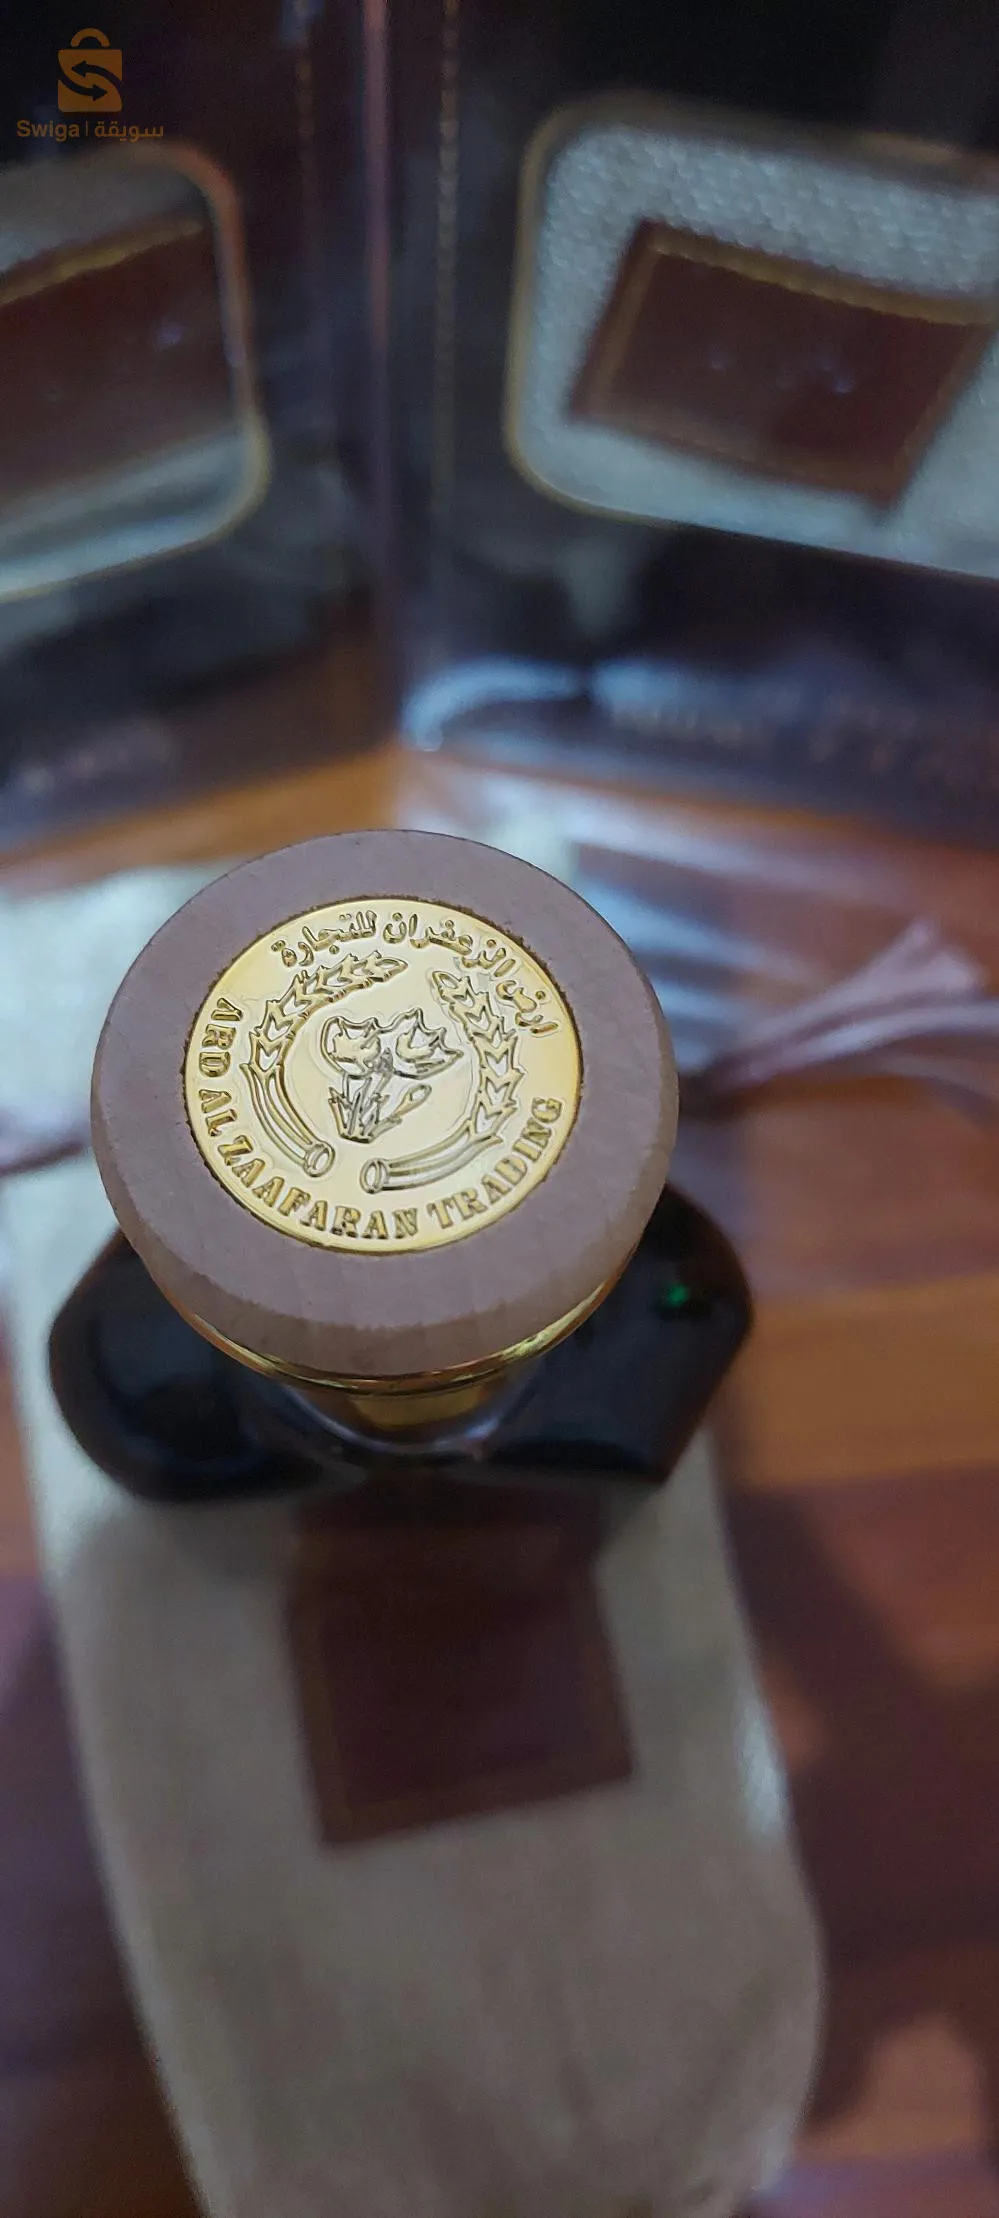 Swiga | سويقة
ارض الزعفران للتجارة
ARD AL ZAAFARAN TRADING